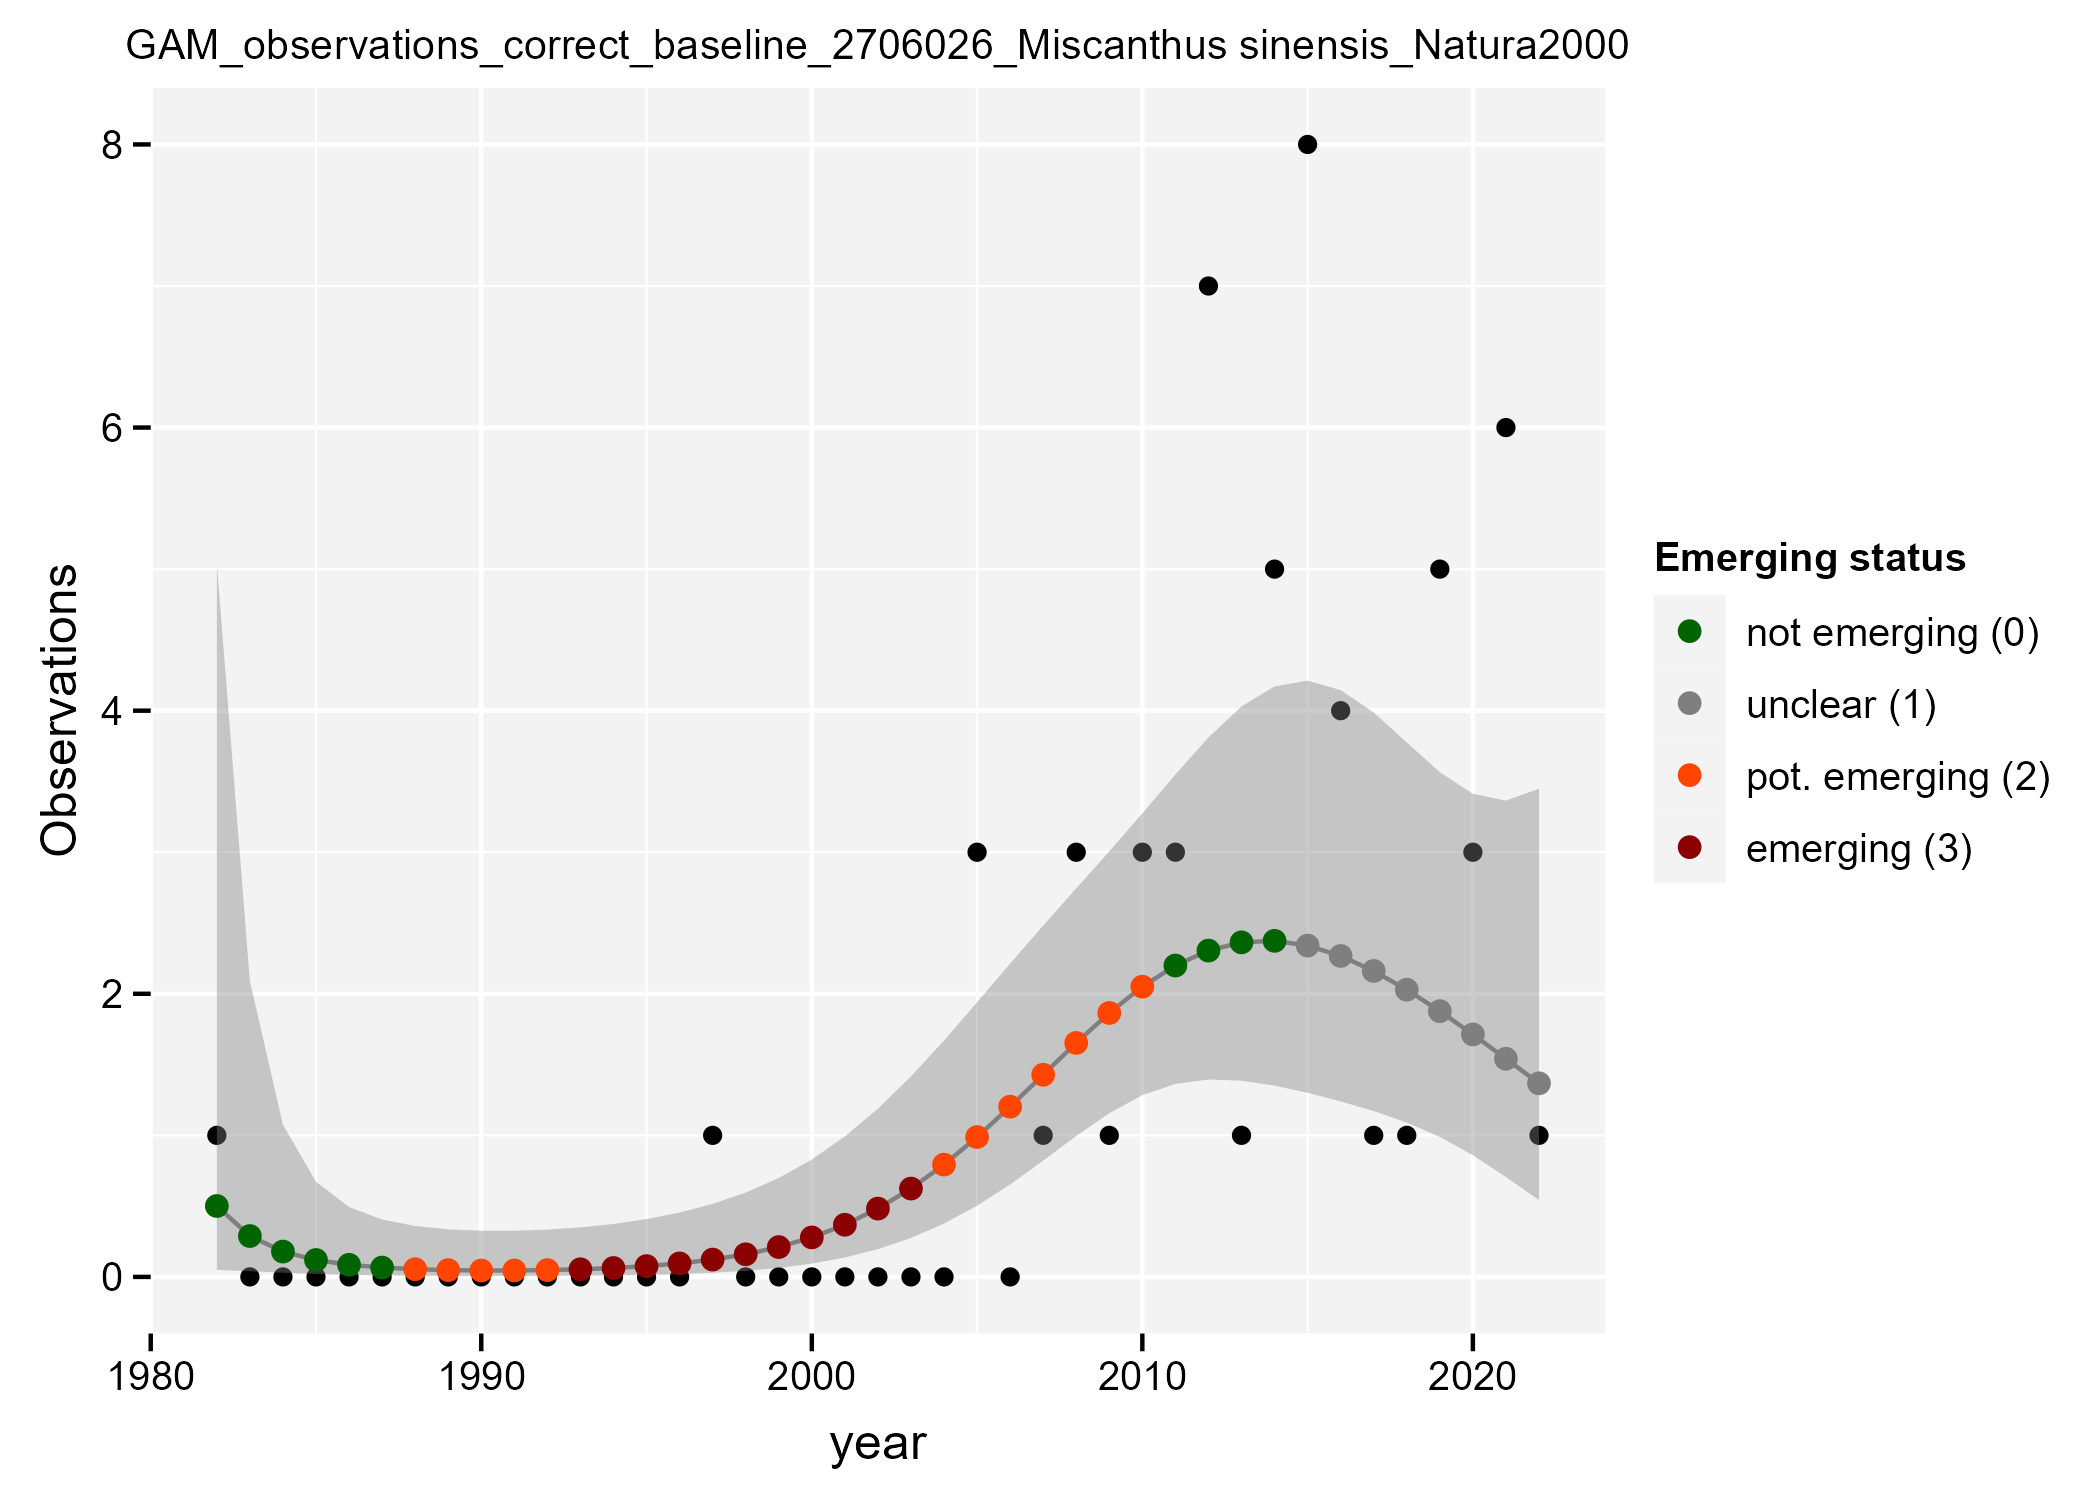 GAM_observations_correct_baseline_2706026_Miscanthus sinensis_Natura2000
8
6
4
2
0
Observations
1980 1990 2000 2010 2020
year
Emerging status
not emerging (0)
unclear (1)
pot. emerging (2)
emerging (3)